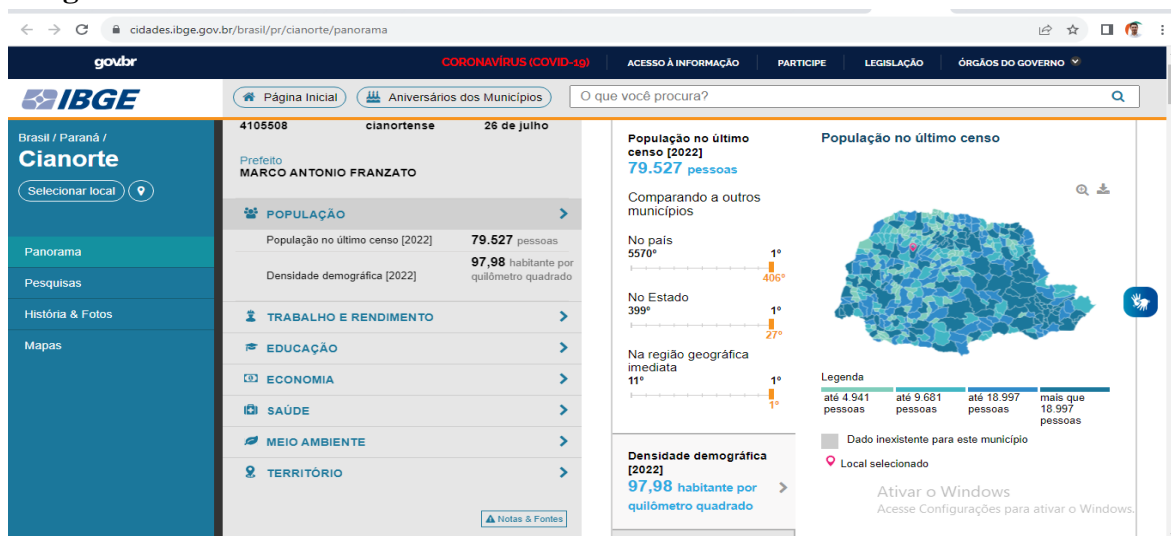 cidades.ibge.gov.br/brasil/pr/cianorte/panorama
govbr
CORONAVÍRUS (COVID-19)
ACESSO À INFORMAÇÃO
PARTICIPE
LEGISLAÇÃO
ÓRGÃOS DO GOVERNO
IBGE
Página Inicial
Aniversários dos Municípios
O que você procura?
Brasil / Paraná /
Cianorte
Selecionar local
Panorama
Pesquisas
História & Fotos
Mapas
4105508 cianortense 26 de julho
Prefeito
MARCO ANTONIO FRANZATO
POPULAÇÃO
População no último censo [2022] 79.527 pessoas
Densidade demográfica [2022] 97,98 habitante por
quilômetro quadrado
TRABALHO E RENDIMENTO
EDUCAÇÃO
ECONOMIA
SAÚDE
MEIO AMBIENTE
TERRITÓRIO
Notas & Fontes
População no último
censo [2022]
79.527 pessoas
Comparando a outros
municípios
No país
5570º 1º
406º
No Estado
399º 1º
27º
Na região geográfica
imediata
11º 1º
1º
Densidade demográfica
[2022]
97,98 habitante por
quilômetro quadrado
População no último censo
Legenda
até 4.941
pessoas
até 9.681
pessoas
até 18.997
pessoas
mais que
18.997
pessoas
Dado inexistente para este município
Local selecionado
Ativar o Windows
Acesse Configurações para ativar o Windows.